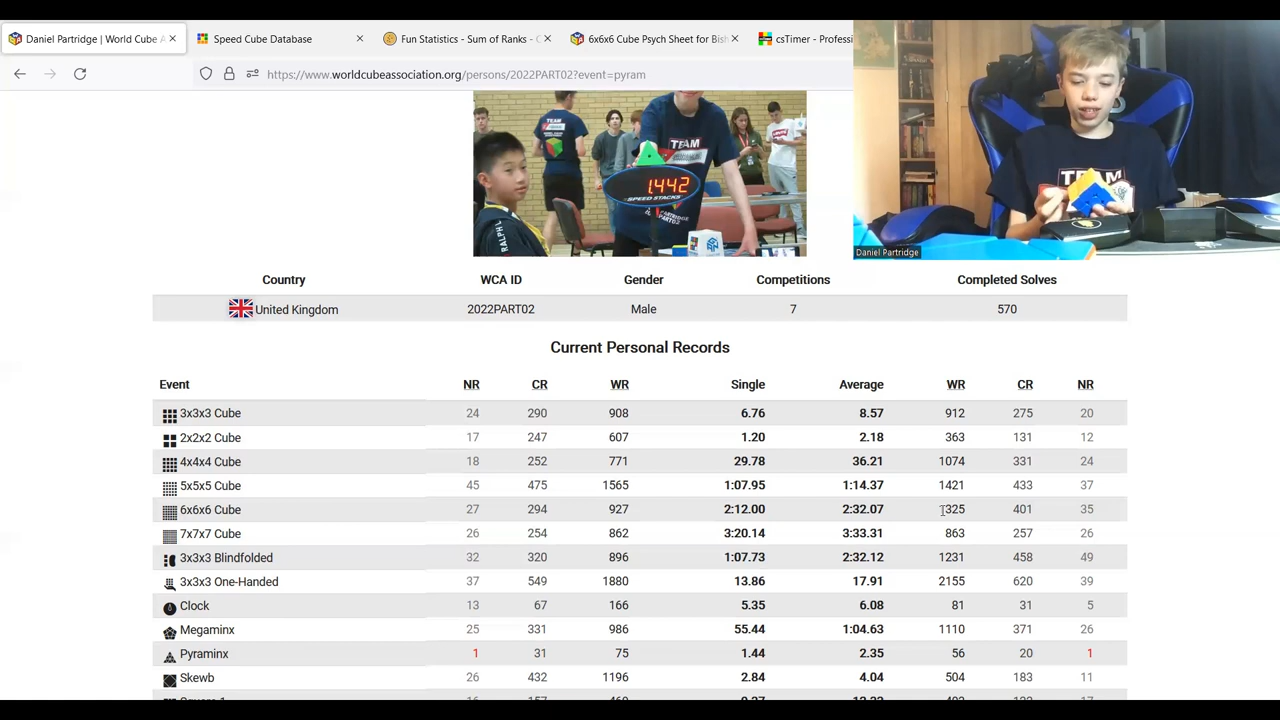 Daniel Partridge | World Cube A
Speed Cube Database
Fun Statistics - Sum of Ranks - C
6x6x6 Cube Psych Sheet for Bish
csTimer - Professi
https://www.worldcubeassociation.org/persons/2022PART02?event=pyram
TEAM
1.442
SPEED STACKS
PARTRIDGE
PART02
RALPH
TEAM
Daniel Partridge
Country WCA ID Gender Competitions Completed Solves
United Kingdom 2022PART02 Male 7 570
Current Personal Records
Event NR CR WR Single Average WR CR NR
3x3x3 Cube 24 290 908 6.76 8.57 912 275 20
2x2x2 Cube 17 247 607 1.20 2.18 363 131 12
4x4x4 Cube 18 252 771 29.78 36.21 1074 331 24
5x5x5 Cube 45 475 1565 1:07.95 1:14.37 1421 433 37
6x6x6 Cube 27 294 927 2:12.00 2:32.07 1325 401 35
7x7x7 Cube 26 254 862 3:20.14 3:33.31 863 257 26
3x3x3 Blindfolded 32 320 896 1:07.73 2:32.12 1231 458 49
3x3x3 One-Handed 37 549 1880 13.86 17.91 2155 620 39
Clock 13 67 166 5.35 6.08 81 31 5
Megaminx 25 331 986 55.44 1:04.63 1110 371 26
Pyraminx 1 31 75 1.44 2.35 56 20 1
Skewb 26 432 1196 2.84 4.04 504 183 11